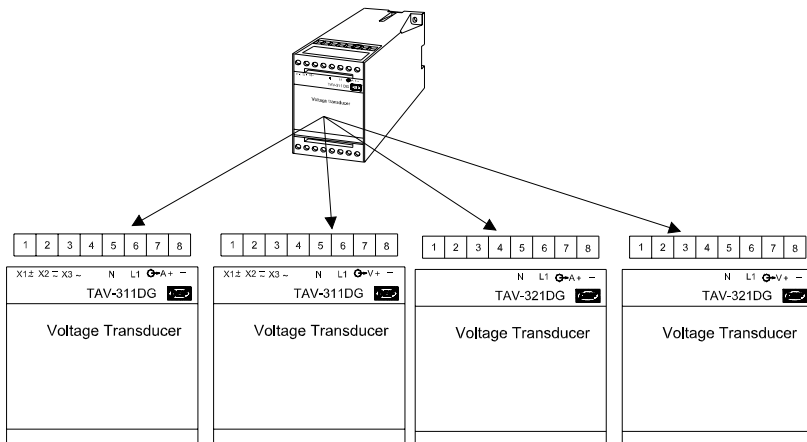 TAV-311DG
Voltage Transducer
1 2 3 4 5 6 7 8
X1± X2 ≂ X3 ~ N L1 A+ −
TAV-311DG
Voltage Transducer
1 2 3 4 5 6 7 8
X1± X2 ≂ X3 ~ N L1 V+ −
TAV-311DG
Voltage Transducer
1 2 3 4 5 6 7 8
N L1 A+ −
TAV-321DG
Voltage Transducer
1 2 3 4 5 6 7 8
N L1 V+ −
TAV-321DG
Voltage Transducer